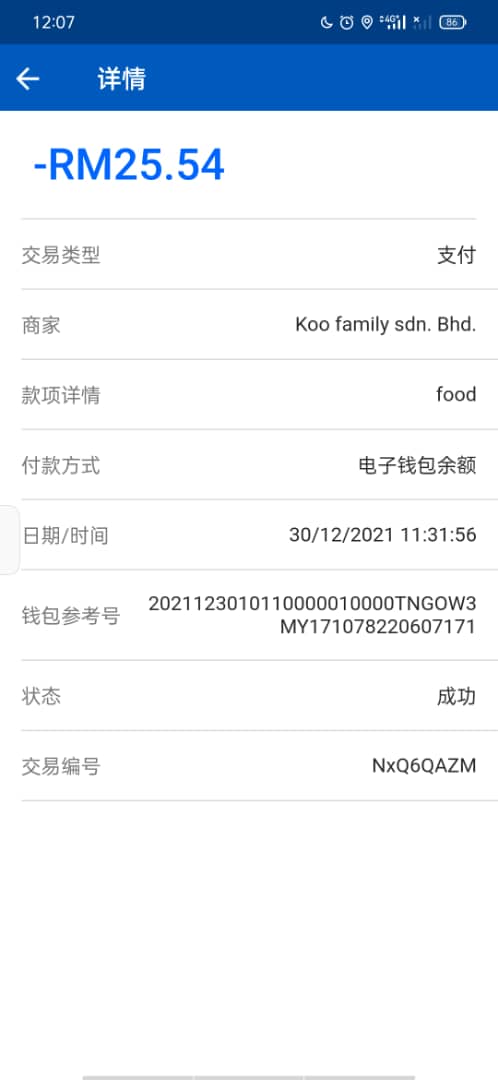 12:07
4G+ 86
详情
-RM25.54
交易类型 支付
商家 Koo family sdn. Bhd.
款项详情 food
付款方式 电子钱包余额
日期/时间 30/12/2021 11:31:56
钱包参考号 2021123010110000010000TNGOW3
MY171078220607171
状态 成功
交易编号 NxQ6QAZM